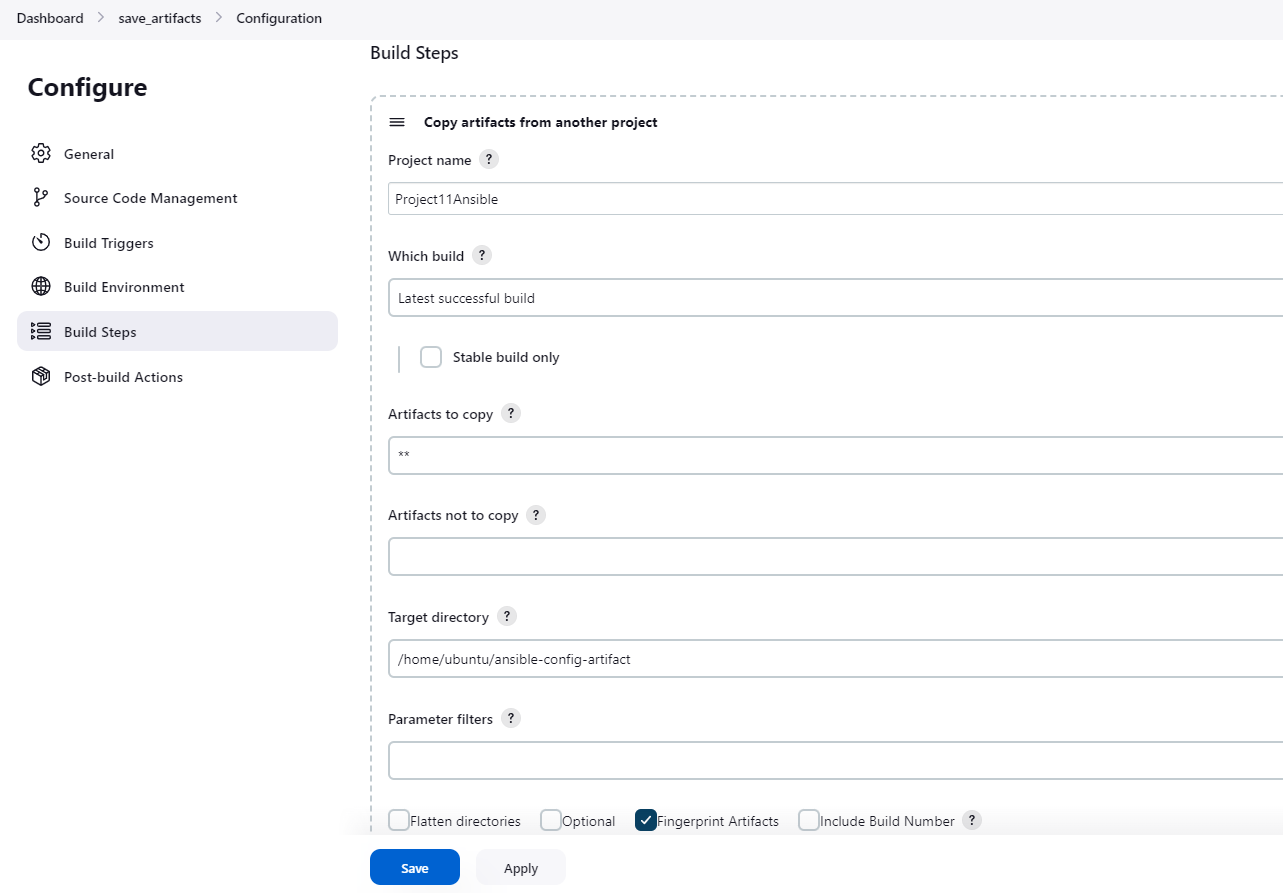 Dashboard > save_artifacts > Configuration
Configure
General
Source Code Management
Build Triggers
Build Environment
Build Steps
Post-build Actions
Build Steps
Copy artifacts from another project
Project name ?
Project11Ansible
Which build ?
Latest successful build
Stable build only
Artifacts to copy ?
**
Artifacts not to copy ?
Target directory ?
/home/ubuntu/ansible-config-artifact
Parameter filters ?
Flatten directories Optional Fingerprint Artifacts Include Build Number ?
Save Apply